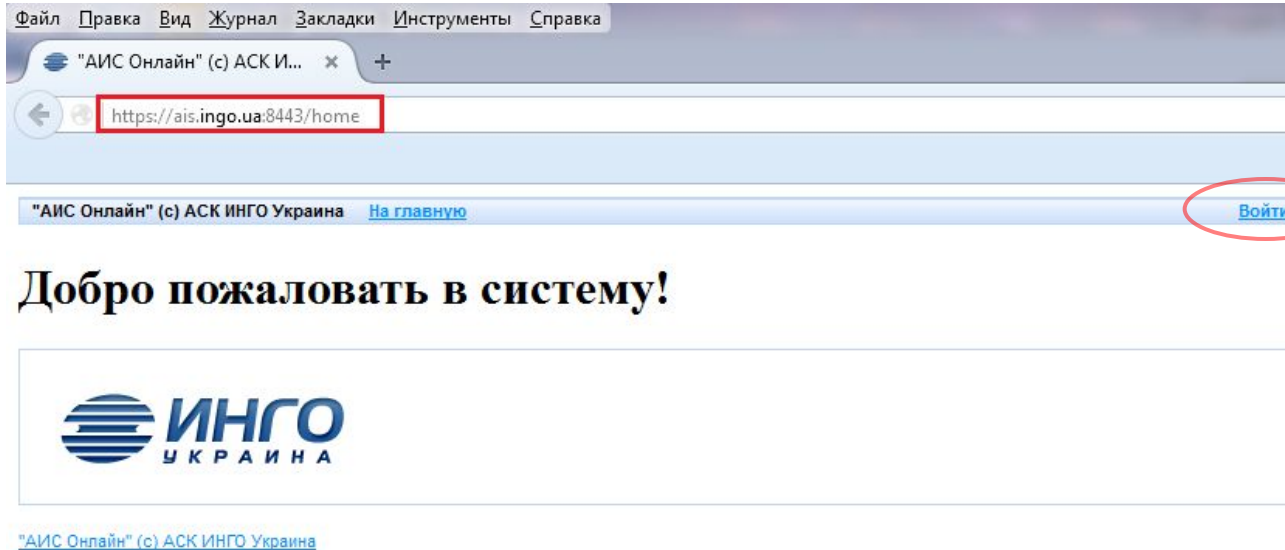 Файл Правка Вид Журнал Закладки Инструменты Справка
"АИС Онлайн" (с) АСК И... × +
https://ais.ingo.ua:8443/home
"АИС Онлайн" (с) АСК ИНГО Украина На главную Войти
Добро пожаловать в систему!
ИНГО
УКРАИНА
"АИС Онлайн" (с) АСК ИНГО Украина